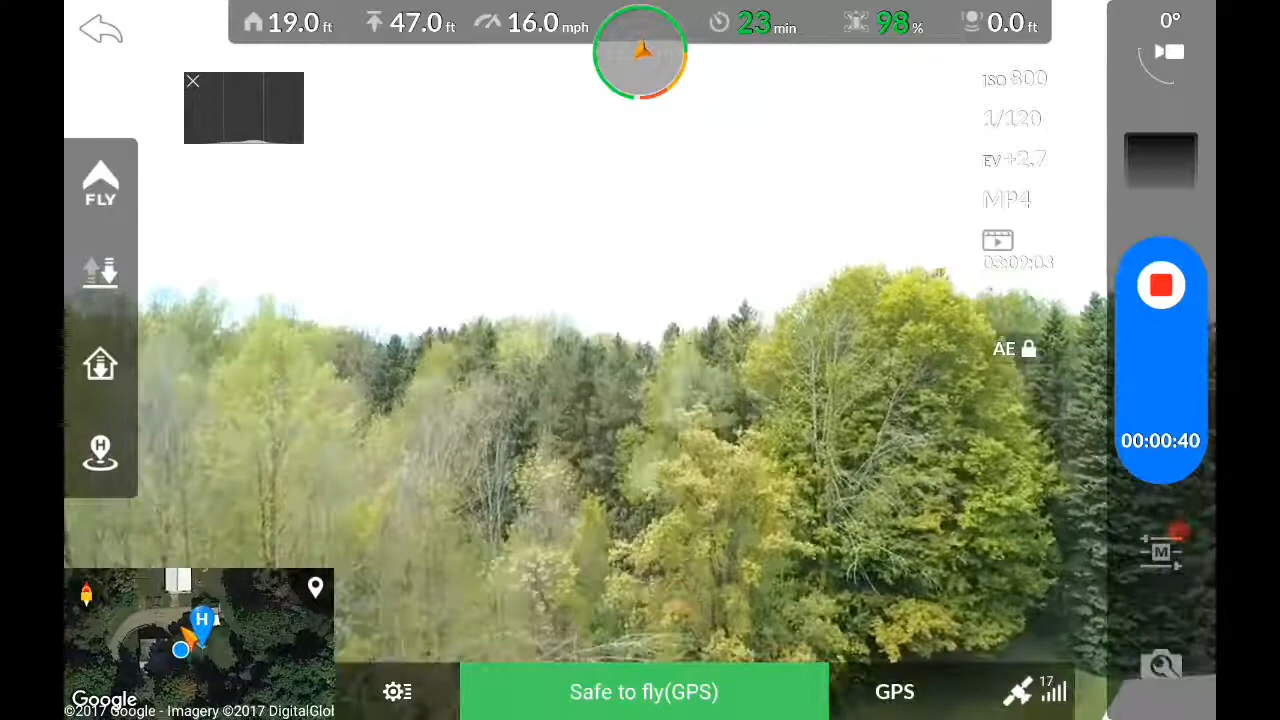 19.0 ft 47.0 ft 16.0 mph 23 min 98 % 0.0 ft 0°
ISO 800
1/120
EV +2.7
MP4
AE
FLY
00:00:40
H
M
H
Safe to fly(GPS)
GPS
17
Google
©2017 Google - Imagery ©2017 DigitalGlol